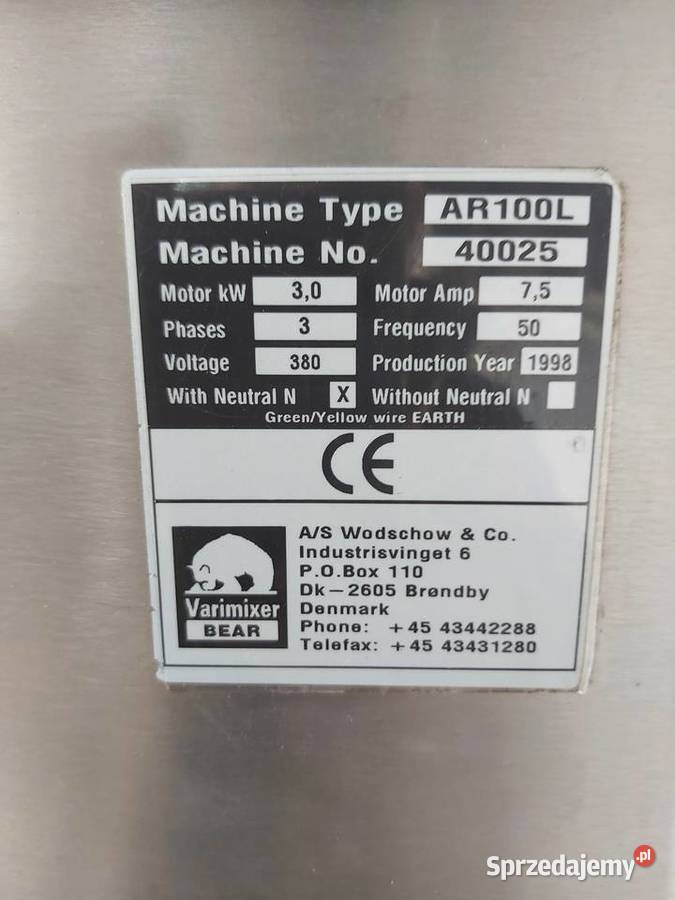 Machine Type AR100L
Machine No. 40025
Motor kW 3,0 Motor Amp 7,5
Phases 3 Frequency 50
Voltage 380 Production Year 1998
With Neutral N X Without Neutral N
Green/Yellow wire EARTH
CE
A/S Wodschow & Co.
Industrisvinget 6
P.O.Box 110
Dk-2605 Brøndby
Denmark
Phone: +45 43442288
Telefax: +45 43431280
Varimixer
BEAR
Sprzedajemy.pl